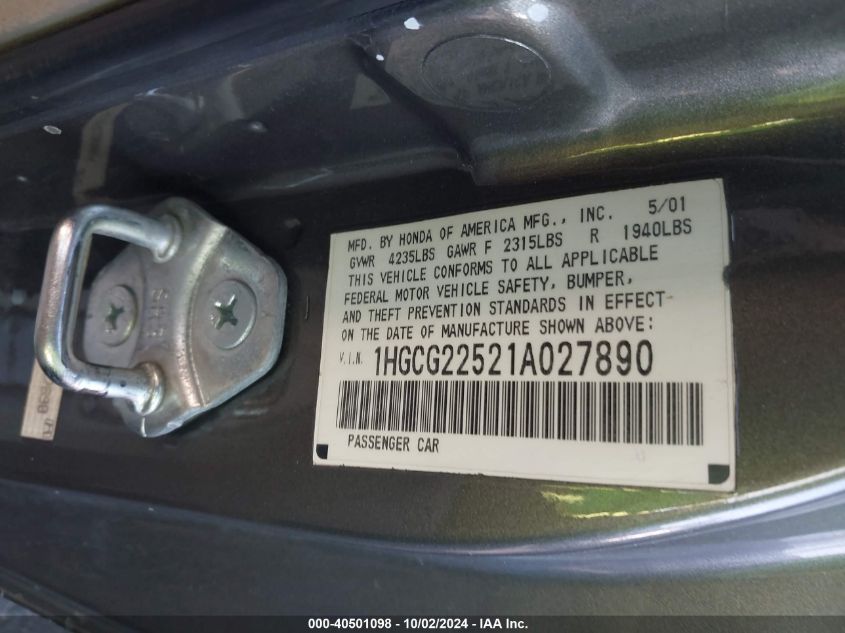 MFD. BY HONDA OF AMERICA MFG., INC. 5/01
GVWR 4235LBS GAWR F 2315LBS R 1940LBS
THIS VEHICLE CONFORMS TO ALL APPLICABLE
FEDERAL MOTOR VEHICLE SAFETY, BUMPER,
AND THEFT PREVENTION STANDARDS IN EFFECT
ON THE DATE OF MANUFACTURE SHOWN ABOVE:
V.I.N. 1HGCG22521A027890
PASSENGER CAR
000-40501098 - 10/02/2024 - IAA Inc.